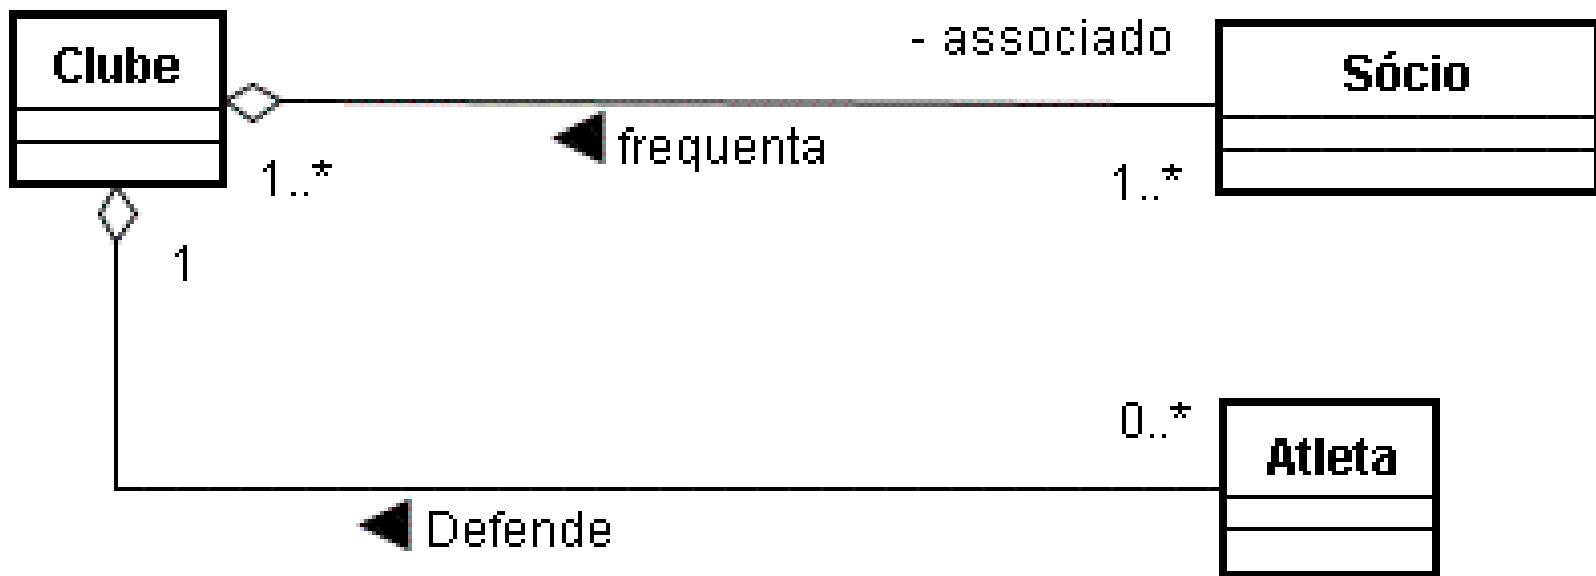 Clube
- associado
Sócio
frequenta
1..*
1..*
1
0..*
Atleta
Defende